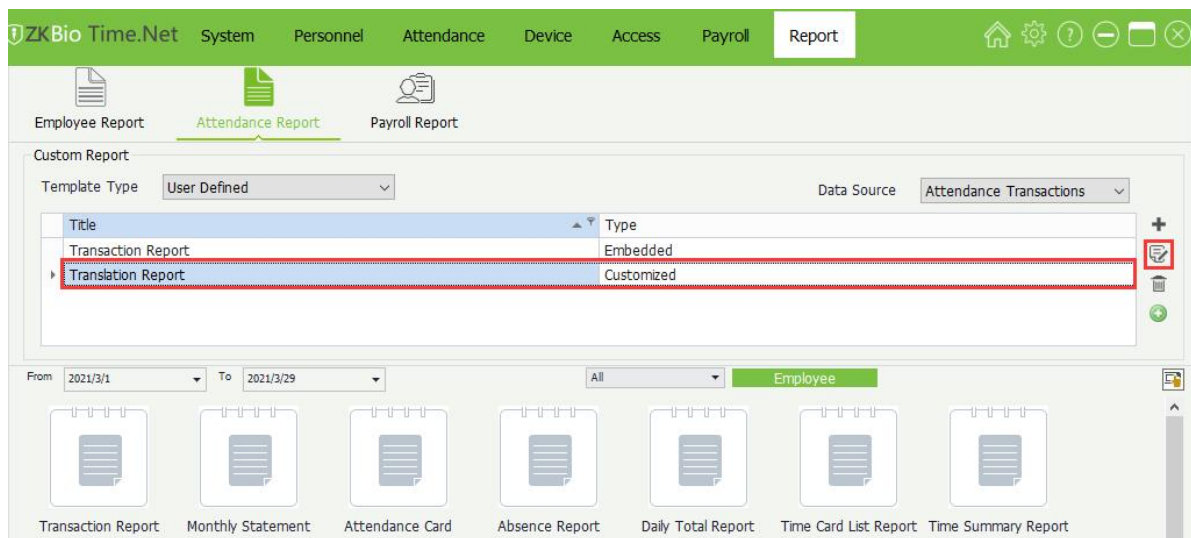 ZKBio Time.Net System Personnel Attendance Device Access Payroll Report
Employee Report Attendance Report Payroll Report
Custom Report
Template Type User Defined Data Source Attendance Transactions
Title Type
Transaction Report Embedded
Translation Report Customized
From 2021/3/1 To 2021/3/29 All Employee
Transaction Report Monthly Statement Attendance Card Absence Report Daily Total Report Time Card List Report Time Summary Report